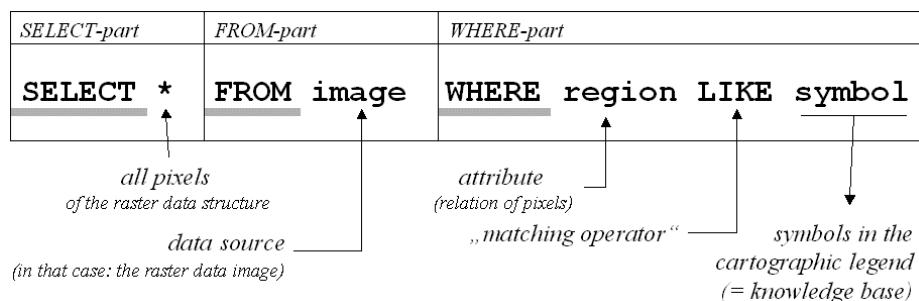 SELECT-part FROM-part WHERE-part
SELECT * FROM image WHERE region LIKE symbol
all pixels
of the raster data structure
attribute
(relation of pixels)
data source
(in that case: the raster data image)
„matching operator“
symbols in the
cartographic legend
(= knowledge base)